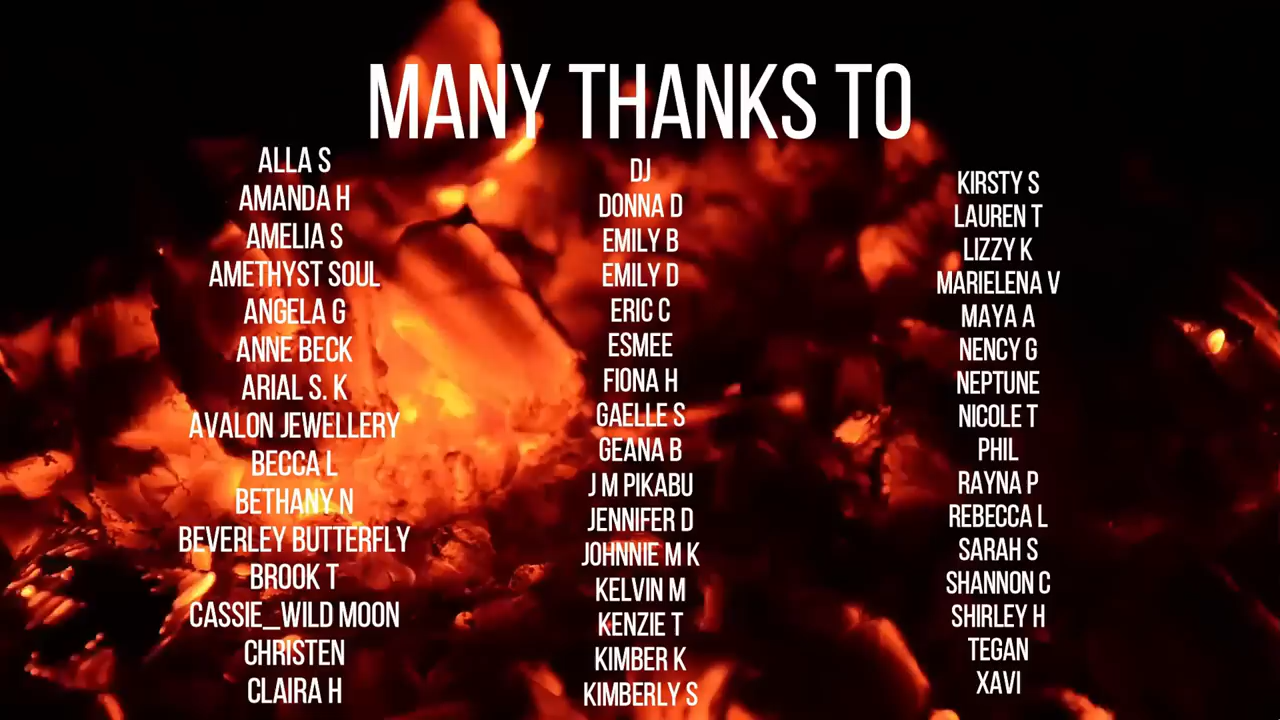 MANY THANKS TO
ALLA S
AMANDA H
AMELIA S
AMETHYST SOUL
ANGELA G
ANNE BECK
ARIAL S. K
AVALON JEWELLERY
BECCA L
BETHANY N
BEVERLEY BUTTERFLY
BROOK T
CASSIE_WILD MOON
CHRISTEN
CLAIRA H
DJ
DONNA D
EMILY B
EMILY D
ERIC C
ESMEE
FIONA H
GAELLE S
GEANA B
J M PIKABU
JENNIFER D
JOHNNIE M K
KELVIN M
KENZIE T
KIMBER K
KIMBERLY S
KIRSTY S
LAUREN T
LIZZY K
MARIELENA V
MAYA A
NENCY G
NEPTUNE
NICOLE T
PHIL
RAYNA P
REBECCA L
SARAH S
SHANNON C
SHIRLEY H
TEGAN
XAVI